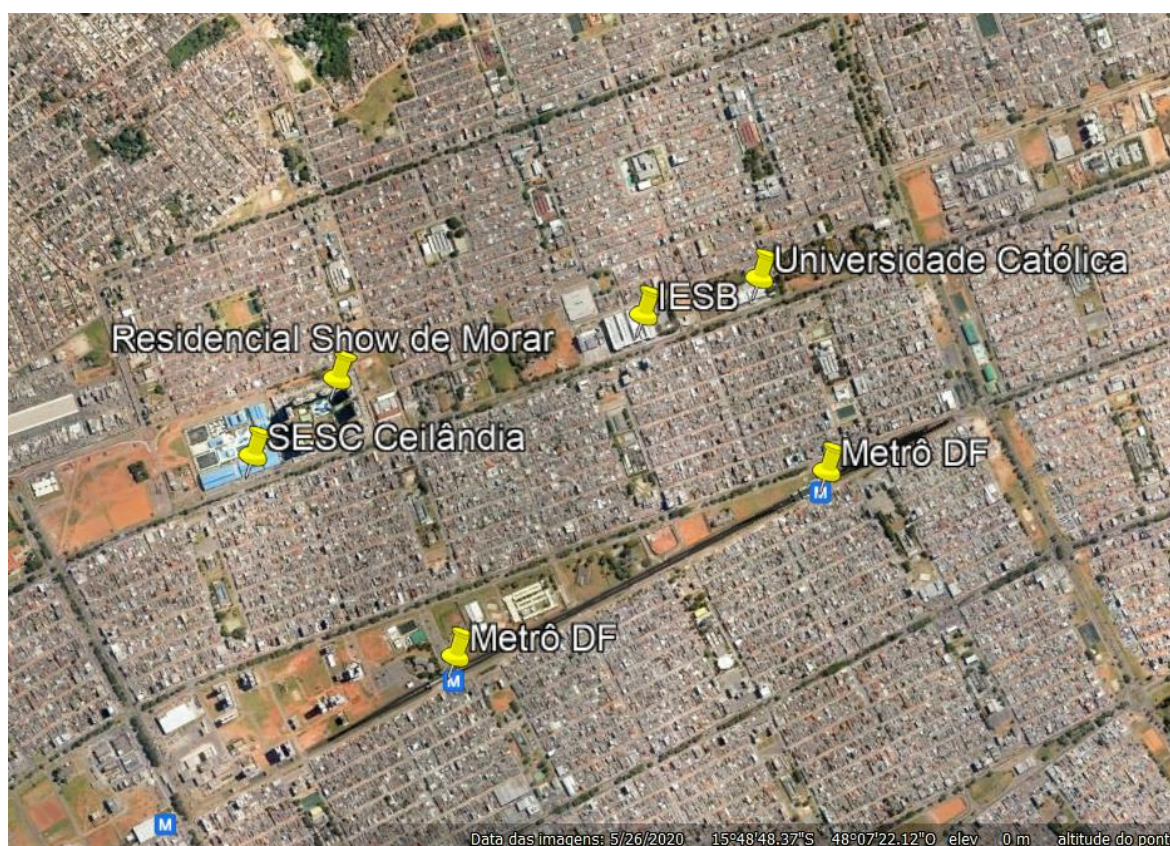 Universidade Católica
IESB
Residencial Show de Morar
SESC Ceilândia
Metrô DF
M
Metrô DF
M
M
Data das imagens: 5/26/2020 15°48'48.37"S 48°07'22.12"O elev 0 m altitude do pont